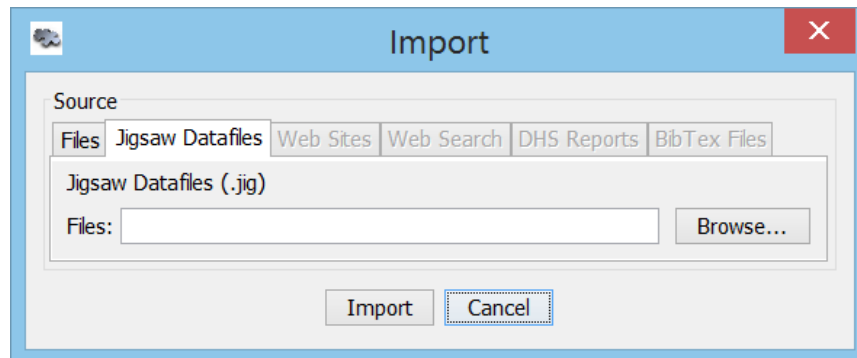 Import
Source
Files Jigsaw Datafiles Web Sites Web Search DHS Reports BibTex Files
Jigsaw Datafiles (.jig)
Files: Browse...
Import Cancel